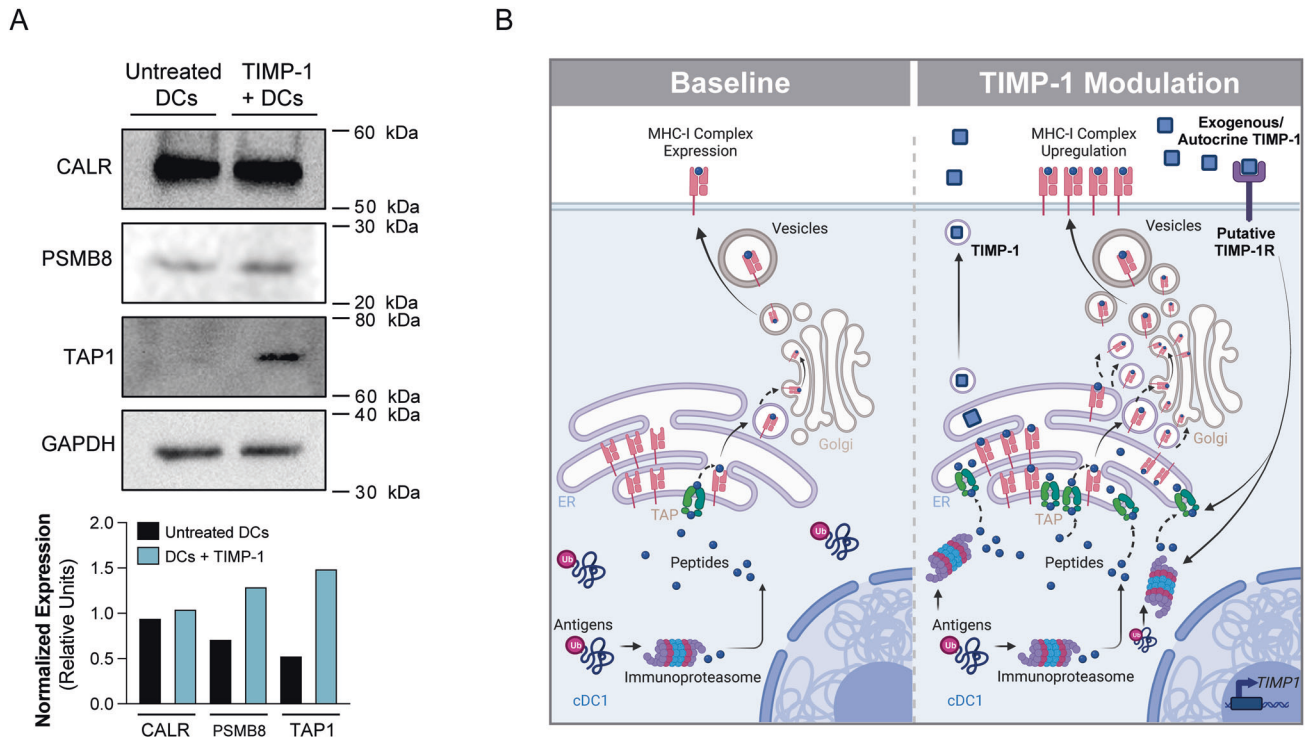 A
Untreated DCs
TIMP-1 + DCs
60 kDa
CALR
50 kDa
30 kDa
PSMB8
20 kDa
80 kDa
TAP1
60 kDa
40 kDa
GAPDH
30 kDa
Normalized Expression
(Relative Units)
2.0
1.5
1.0
0.5
0.0
Untreated DCs
DCs + TIMP-1
CALR
PSMB8
TAP1
B
Baseline
MHC-I Complex
Expression
Vesicles
Golgi
ER
TAP
Ub
Ub
Peptides
Antigens
Ub
Immunoproteasome
cDC1
TIMP-1 Modulation
MHC-I Complex
Upregulation
Exogenous/
Autocrine TIMP-1
Putative
TIMP-1R
TIMP-1
Vesicles
Golgi
ER
TAP
Peptides
Antigens
Ub
Ub
Immunoproteasome
cDC1
TIMP1